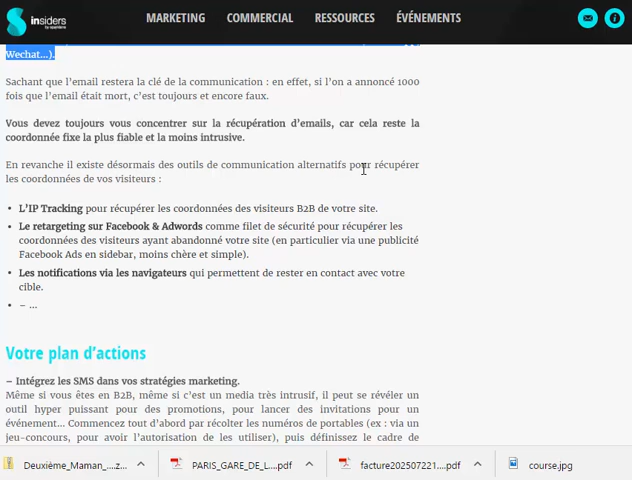 insiders
by appvizer
MARKETING
COMMERCIAL
RESSOURCES
ÉVÉNEMENTS
Wechat...).
Sachant que l'email restera la clé de la communication : en effet, si l'on a annoncé 1000
fois que l'email était mort, c'est toujours et encore faux.
Vous devez toujours vous concentrer sur la récupération d'emails, car cela reste la
coordonnée fixe la plus fiable et la moins intrusive.
En revanche il existe désormais des outils de communication alternatifs pour récupérer
les coordonnées de vos visiteurs :
• L'IP Tracking pour récupérer les coordonnées des visiteurs B2B de votre site.
• Le retargeting sur Facebook & Adwords comme filet de sécurité pour récupérer les
coordonnées des visiteurs ayant abandonné votre site (en particulier via une publicité
Facebook Ads en sidebar, moins chère et simple).
• Les notifications via les navigateurs qui permettent de rester en contact avec votre
cible.
• – ...
Votre plan d'actions
– Intégrez les SMS dans vos stratégies marketing.
Même si vous êtes en B2B, même si c'est un media très intrusif, il peut se révéler un
outil hyper puissant pour des promotions, pour lancer des invitations pour un
événement... Commencez tout d'abord par récolter les numéros de portables (ex : via un
jeu-concours, pour avoir l'autorisation de les utiliser), puis définissez le cadre de
Deuxième_Maman_....z...
PARIS_GARE_DE_L....pdf
facture202507221....pdf
course.jpg